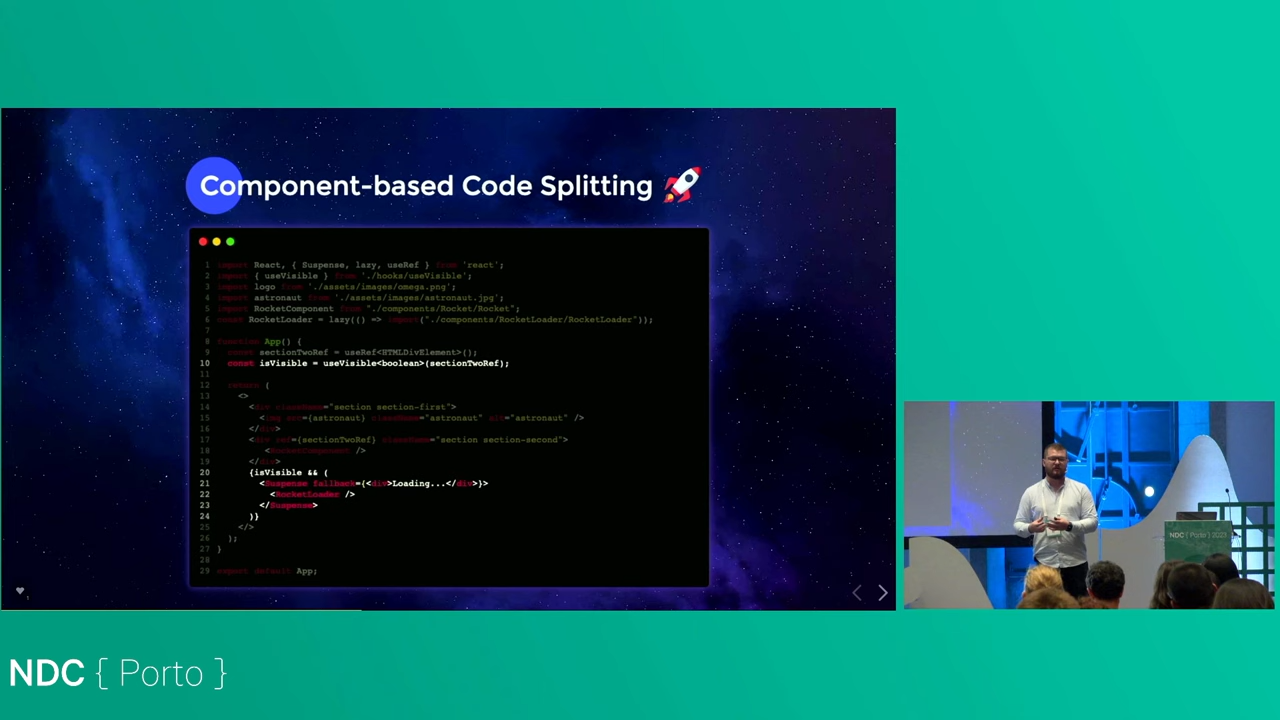 Component-based Code Splitting
1 import React, { Suspense, lazy, useRef } from 'react';
2 import { useVisible } from './hooks/useVisible';
3 import logo from './assets/images/omega.png';
4 import astronaut from './assets/images/astronaut.jpg';
5 import RocketComponent from "./components/Rocket/Rocket";
6 const RocketLoader = lazy(() => import("./components/RocketLoader/RocketLoader"));
7
8 function App() {
9 const sectionTwoRef = useRef<HTMLDivElement>();
10 const isVisible = useVisible<boolean>(sectionTwoRef);
11
12 return (
13 <>
14 <div className="section section-first">
15 <img src={astronaut} className="astronaut" alt="astronaut" />
16 </div>
17 <div ref={sectionTwoRef} className="section section-second">
18 <RocketComponent />
19 </div>
20 {isVisible && (
21 <Suspense fallback={<div>Loading...</div>}>
22 <RocketLoader />
23 </Suspense>
24 )}
25 </>
26 );
27 }
28
29 export default App;
NDC { Porto } 2023
NDC { Porto }